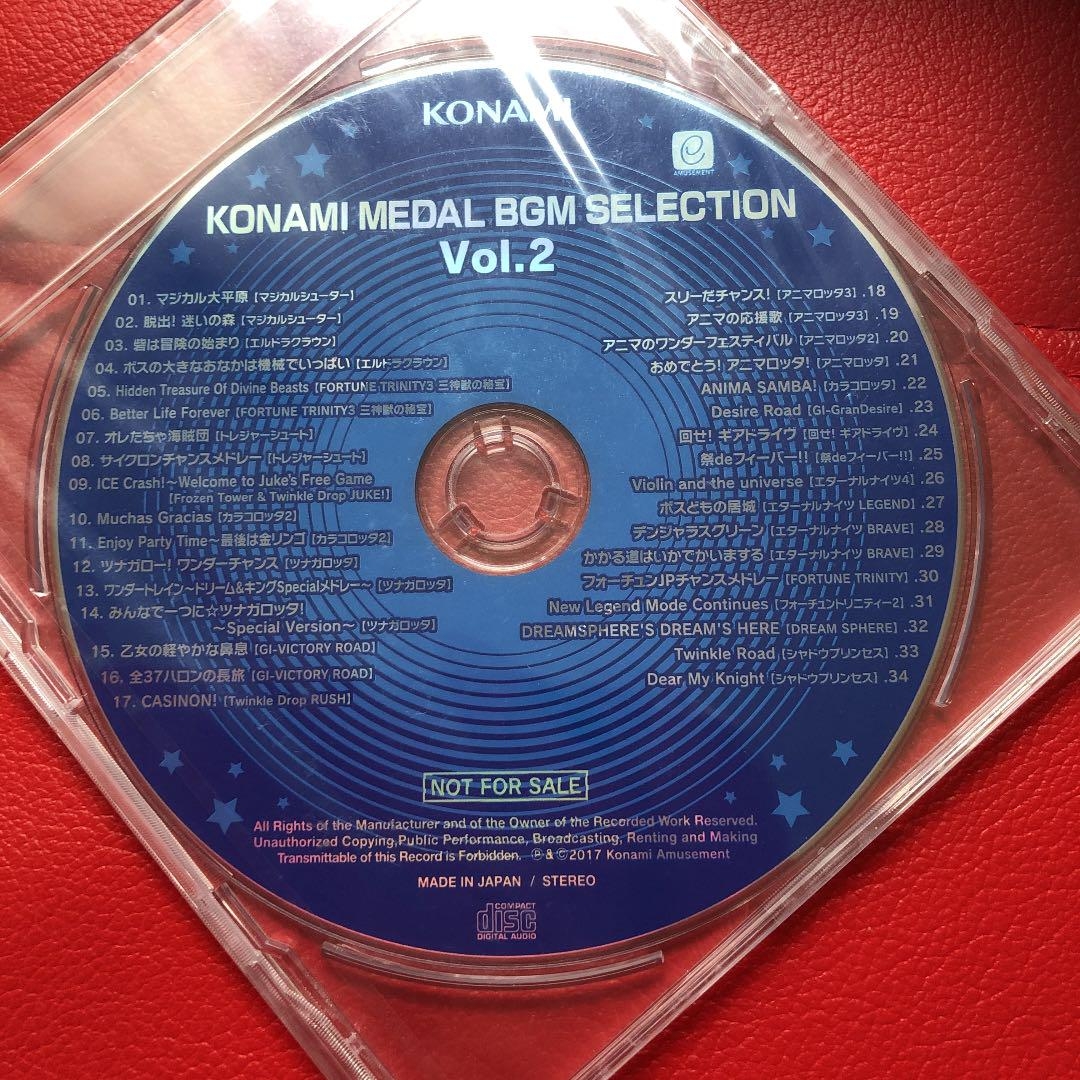 KONAMI
e
AMUSEMENT
KONAMI MEDAL BGM SELECTION
Vol.2
01. マジカル大平原【マジカルシューター】
02. 脱出! 迷いの森【マジカルシューター】
03. 砦は冒険の始まり【エルドラクラウン】
04. ボスの大きなおなかは機械でいっぱい【エルドラクラウン】
05. Hidden Treasure Of Divine Beasts【FORTUNE TRINITY3 三神獣の秘宝】
06. Better Life Forever【FORTUNE TRINITY3 三神獣の秘宝】
07. オレたちゃ海賊団【トレジャーシュート】
08. サイクロンチャンスメドレー【トレジャーシュート】
09. ICE Crash!～Welcome to Juke's Free Game
【Frozen Tower & Twinkle Drop JUKE!】
10. Muchas Gracias【カラコロッタ2】
11. Enjoy Party Time～最後は金リンゴ【カラコロッタ2】
12. ツナガロー! ワンダーチャンス【ツナガロッタ】
13. ワンダートレイン～ドリーム&キングSpecialメドレー～【ツナガロッタ】
14. みんなで一つに☆ツナガロッタ!
～Special Version～【ツナガロッタ】
15. 乙女の軽やかな鼻息【GI-VICTORY ROAD】
16. 全37ハロンの長旅【GI-VICTORY ROAD】
17. CASINON!【Twinkle Drop RUSH】
スリーだチャンス!【アニマロッタ3】.18
アニマの応援歌【アニマロッタ3】.19
アニマのワンダーフェスティバル【アニマロッタ2】.20
おめでとう! アニマロッタ!【アニマロッタ】.21
ANIMA SAMBA!【カラコロッタ】.22
Desire Road【GI-GranDesire】.23
回せ! ギアドライヴ【回せ! ギアドライヴ】.24
祭deフィーバー!!【祭deフィーバー!!】.25
Violin and the universe【エターナルナイツ4】.26
ボスどもの居城【エターナルナイツ LEGEND】.27
デンジャラスグリーン【エターナルナイツ BRAVE】.28
かかる道はいかでかいまする【エターナルナイツ BRAVE】.29
フォーチュンJPチャンスメドレー【FORTUNE TRINITY】.30
New Legend Mode Continues【フォーチュントリニティ2】.31
DREAMSPHERE'S DREAM'S HERE【DREAM SPHERE】.32
Twinkle Road【シャドウプリンセス】.33
Dear My Knight【シャドウプリンセス】.34
NOT FOR SALE
All Rights of the Manufacturer and of the Owner of the Recorded Work Reserved.
Unauthorized Copying,Public Performance, Broadcasting, Renting and Making
Transmittable of this Record is Forbidden. ℗&©2017 Konami Amusement
MADE IN JAPAN / STEREO
COMPACT
disc
DIGITAL AUDIO